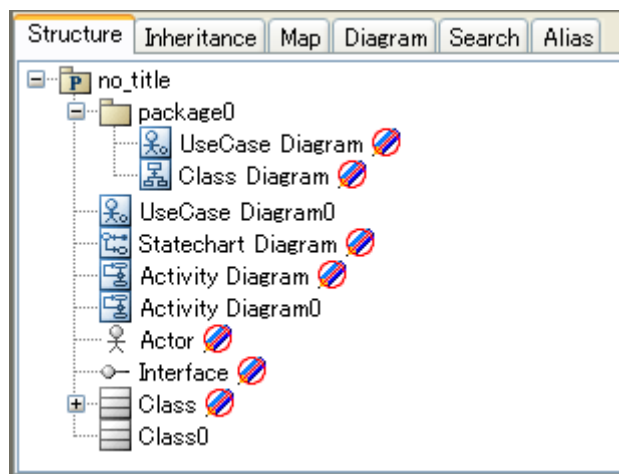 Structure Inheritance Map Diagram Search Alias
P no_title
package0
UseCase Diagram
Class Diagram
UseCase Diagram0
Statechart Diagram
Activity Diagram
Activity Diagram0
Actor
Interface
Class
Class0